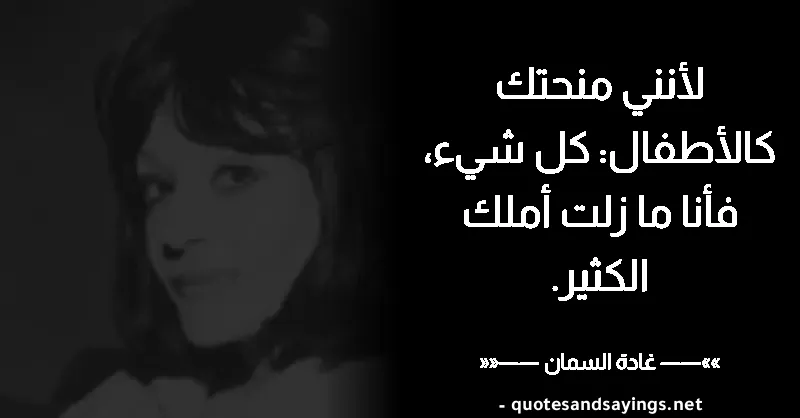 لأنني منحتك
كالأطفال: كل شيء،
فأنا ما زلت أملك
الكثير.
»»—— غادة السمان ——««
- quotesandsayings.net